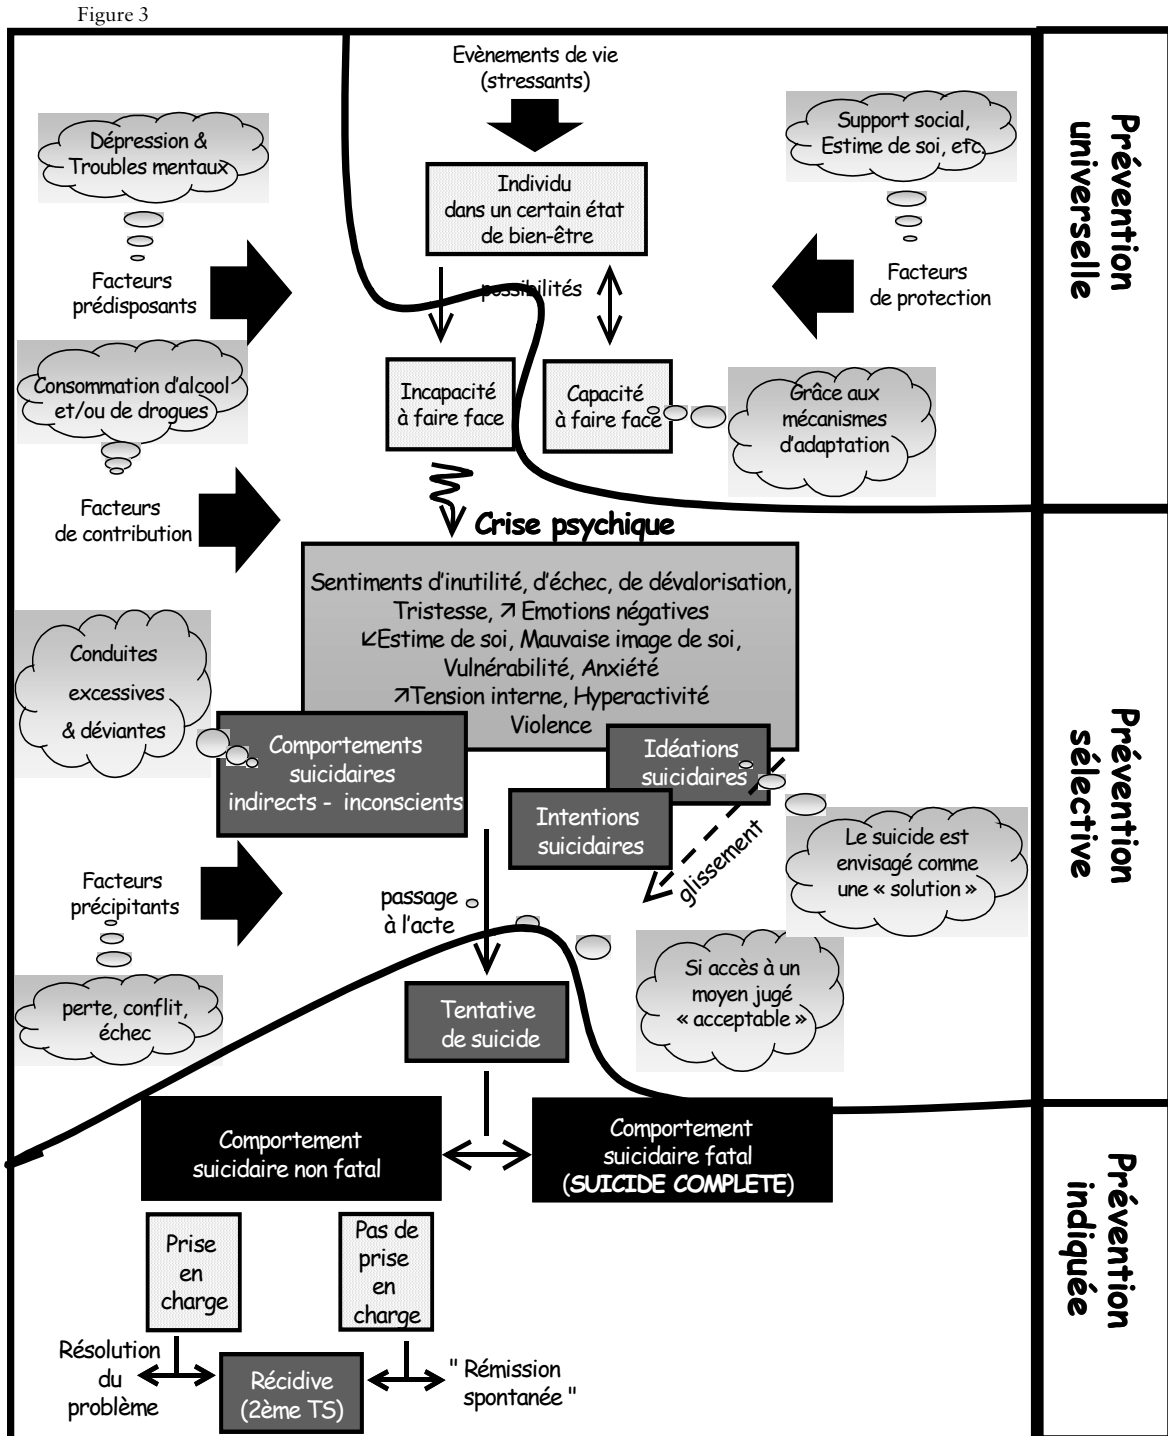 Figure 3
Evènements de vie
(stressants)
Dépression &
Troubles mentaux
Support social,
Estime de soi, etc.
Prévention
universelle
Individu
dans un certain état
de bien-être
Facteurs
prédisposants
possibilités
Facteurs
de protection
Consommation d'alcool
et/ou de drogues
Incapacité
à faire face
Capacité
à faire face
Grâce aux
mécanismes
d'adaptation
Facteurs
de contribution
Crise psychique
Sentiments d'inutilité, d'échec, de dévalorisation,
Tristesse, ↗ Emotions négatives
↙Estime de soi, Mauvaise image de soi,
Vulnérabilité, Anxiété
↗Tension interne, Hyperactivité
Violence
Conduites
excessives
& déviantes
Prévention
sélective
Comportements
suicidaires
indirects - inconscients
Idéations
suicidaires
Intentions
suicidaires
glissement
Le suicide est
envisagé comme
une « solution »
Facteurs
précipitants
passage
à l'acte
Si accès à un
moyen jugé
« acceptable »
perte, conflit,
échec
Tentative
de suicide
Comportement
suicidaire non fatal
Comportement
suicidaire fatal
(SUICIDE COMPLETE)
Prévention
indiquée
Prise
en
charge
Pas de
prise
en
charge
Résolution
du
problème
Récidive
(2ème TS)
" Rémission
spontanée "